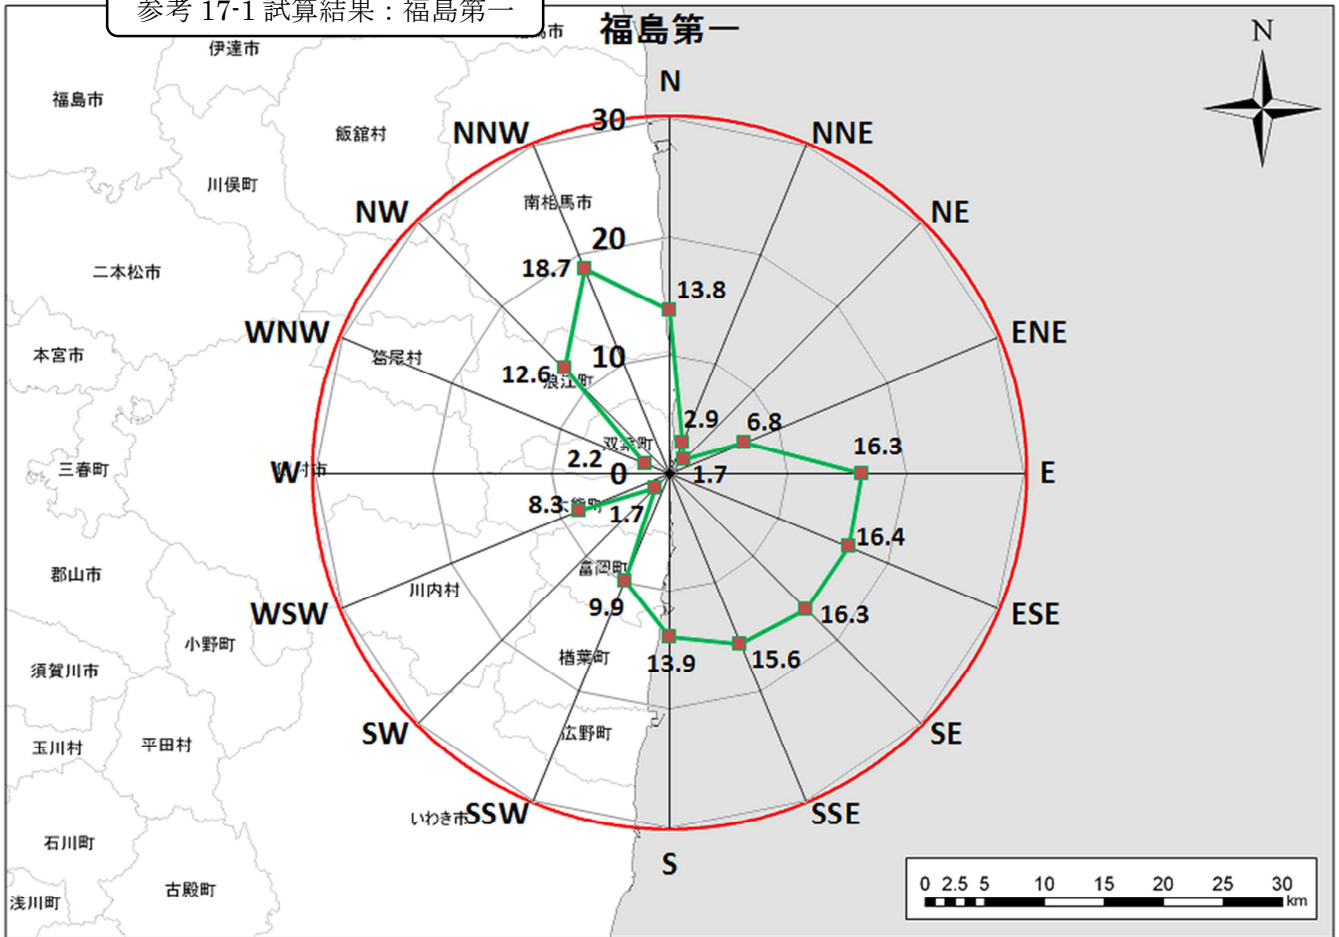 参考 17-1 試算結果：福島第一
福島第一
伊達市
市
N
N
福島市
30
NNW
NNE
飯舘村
川俣町
南相馬市
NW
NE
20
二本松市
18.7
13.8
WNW
ENE
本宮市
葛尾村
10
12.6
浪江町
2.9
6.8
双葉町
16.3
2.2
三春町
W
村市
0
1.7
E
8.3
1.7
16.4
郡山市
富岡町
川内村
9.9
16.3
WSW
ESE
小野町
須賀川市
楢葉町
13.9
15.6
SW
SE
玉川村
平田村
広野町
いわき市
SSW
SSE
石川町
S
古殿町
浅川町
0 2.5 5 10 15 20 25 30
km